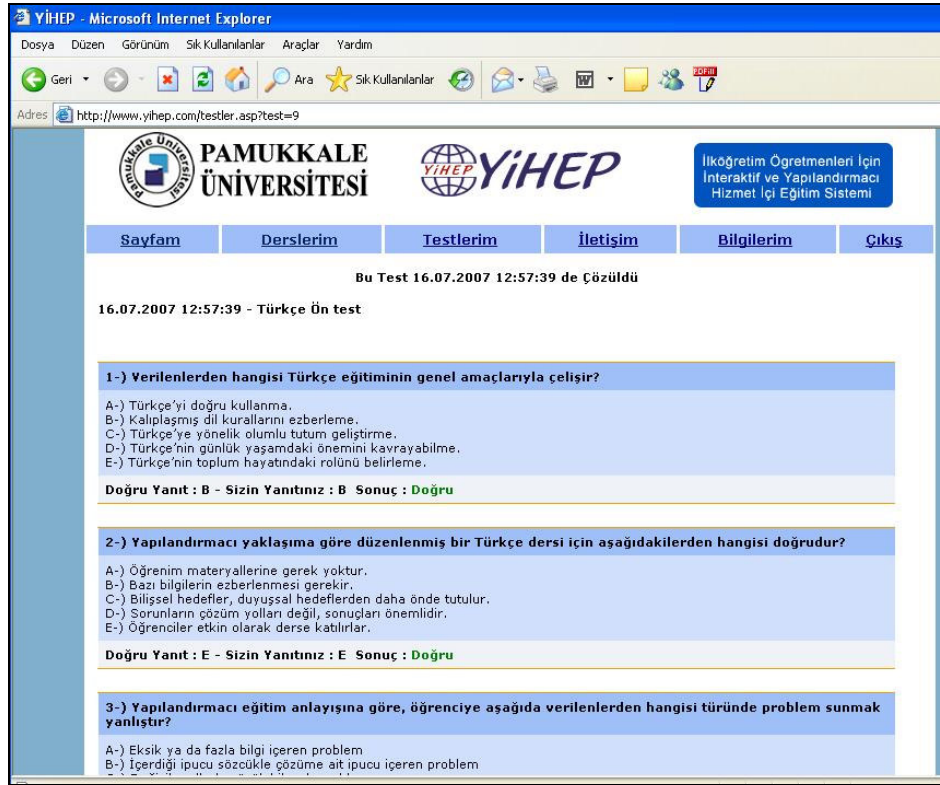 YİHEP - Microsoft Internet Explorer
Dosya Düzen Görünüm Sık Kullanılanlar Araçlar Yardım
Geri Ara Sık Kullanılanlar
Adres http://www.yihep.com/testler.asp?test=9
Pamukkale Üniversitesi
PAMUKKALE
ÜNİVERSİTESİ
YİHEP
YiHEP
İlköğretim Ögretmenleri İçin
İnteraktif ve Yapılandırmacı
Hizmet İçi Eğitim Sistemi
Sayfam Derslerim Testlerim İletişim Bilgilerim Çıkış
Bu Test 16.07.2007 12:57:39 de Çözüldü
16.07.2007 12:57:39 - Türkçe Ön test
1-) Verilenlerden hangisi Türkçe eğitiminin genel amaçlarıyla çelişir?
A-) Türkçe'yi doğru kullanma.
B-) Kalıplaşmış dil kurallarını ezberleme.
C-) Türkçe'ye yönelik olumlu tutum geliştirme.
D-) Türkçe'nin günlük yaşamdaki önemini kavrayabilme.
E-) Türkçe'nin toplum hayatındaki rolünü belirleme.
Doğru Yanıt : B - Sizin Yanıtınız : B Sonuç : Doğru
2-) Yapılandırmacı yaklaşıma göre düzenlenmiş bir Türkçe dersi için aşağıdakilerden hangisi doğrudur?
A-) Öğrenim materyallerine gerek yoktur.
B-) Bazı bilgilerin ezberlenmesi gerekir.
C-) Bilişsel hedefler, duyuşsal hedeflerden daha önde tutulur.
D-) Sorunların çözüm yolları değil, sonuçları önemlidir.
E-) Öğrenciler etkin olarak derse katılırlar.
Doğru Yanıt : E - Sizin Yanıtınız : E Sonuç : Doğru
3-) Yapılandırmacı eğitim anlayışına göre, öğrenciye aşağıda verilenlerden hangisi türünde problem sunmak
yanlıştır?
A-) Eksik ya da fazla bilgi içeren problem
B-) İçerdiği ipucu sözcükle çözüme ait ipucu içeren problem